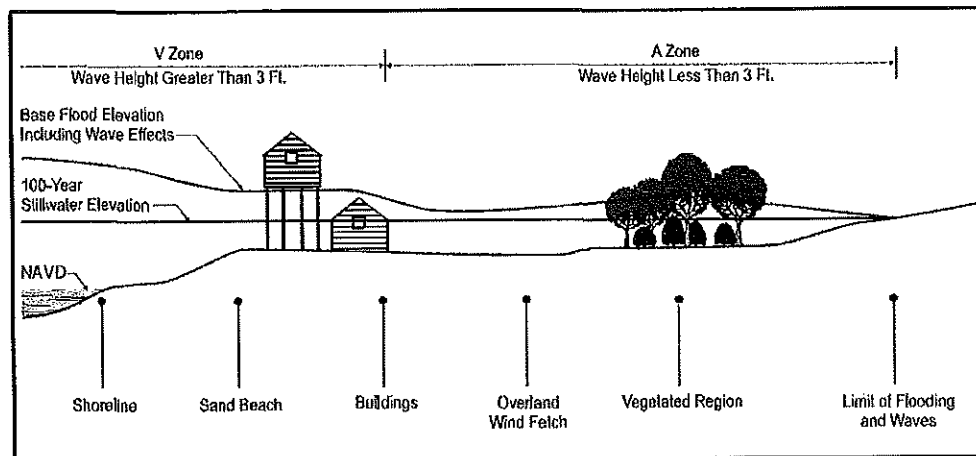 V Zone
Wave Height Greater Than 3 Ft.
A Zone
Wave Height Less Than 3 Ft.
Base Flood Elevation
Including Wave Effects
100-Year
Stillwater Elevation
NAVD
Shoreline
Sand Beach
Buildings
Overland
Wind Fetch
Vegetated Region
Limit of Flooding
and Waves